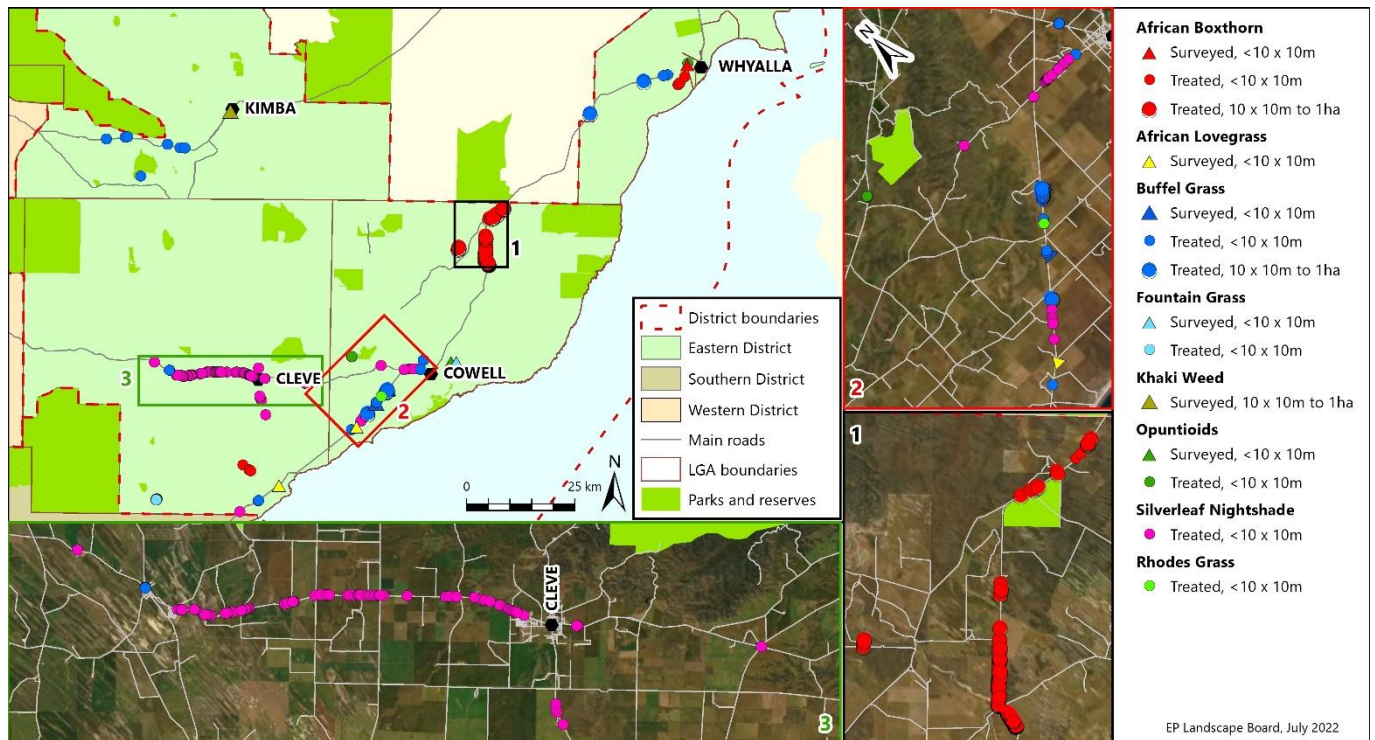 KIMBA
WHYALLA
1
3
CLEVE
COWELL
2
District boundaries
Eastern District
Southern District
Western District
Main roads
LGA boundaries
Parks and reserves
N
0 25 km
N
2
1
CLEVE
3
African Boxthorn
Surveyed, <10 x 10m
Treated, <10 x 10m
Treated, 10 x 10m to 1ha
African Lovegrass
Surveyed, <10 x 10m
Buffel Grass
Surveyed, <10 x 10m
Treated, <10 x 10m
Treated, 10 x 10m to 1ha
Fountain Grass
Surveyed, <10 x 10m
Treated, <10 x 10m
Khaki Weed
Surveyed, 10 x 10m to 1ha
Opuntioids
Surveyed, <10 x 10m
Treated, <10 x 10m
Silverleaf Nightshade
Treated, <10 x 10m
Rhodes Grass
Treated, <10 x 10m
EP Landscape Board, July 2022